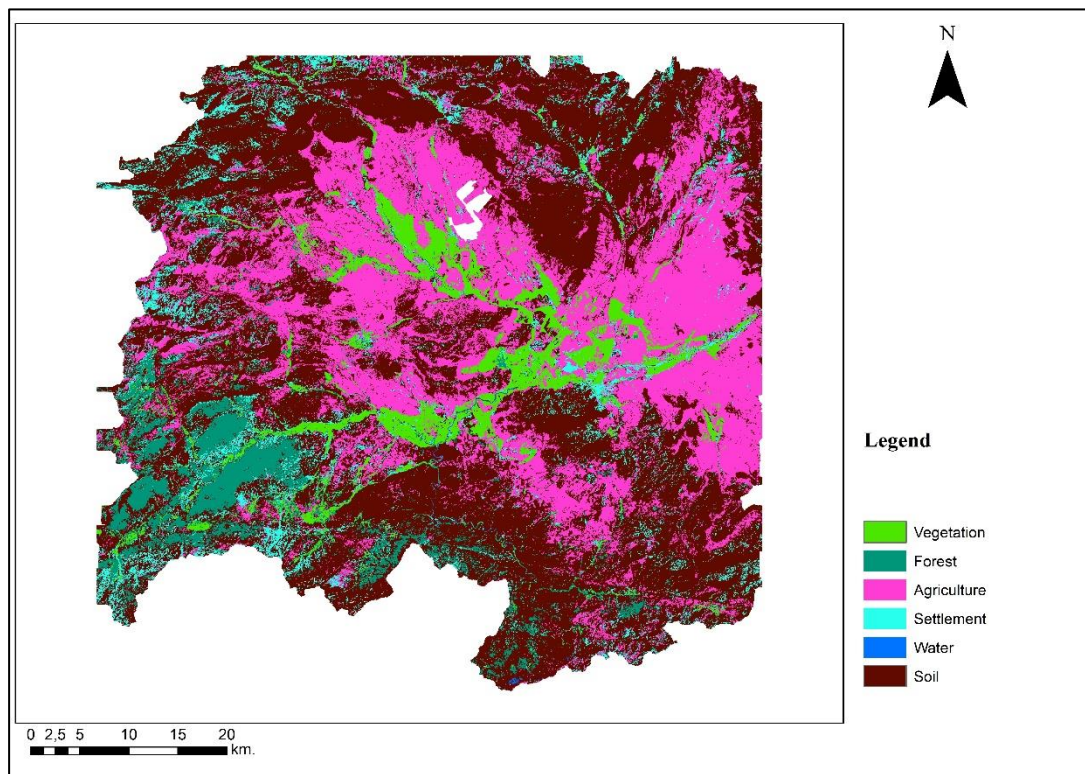 N
Legend
Vegetation
Forest
Agriculture
Settlement
Water
Soil
0 2,5 5 10 15 20
km.